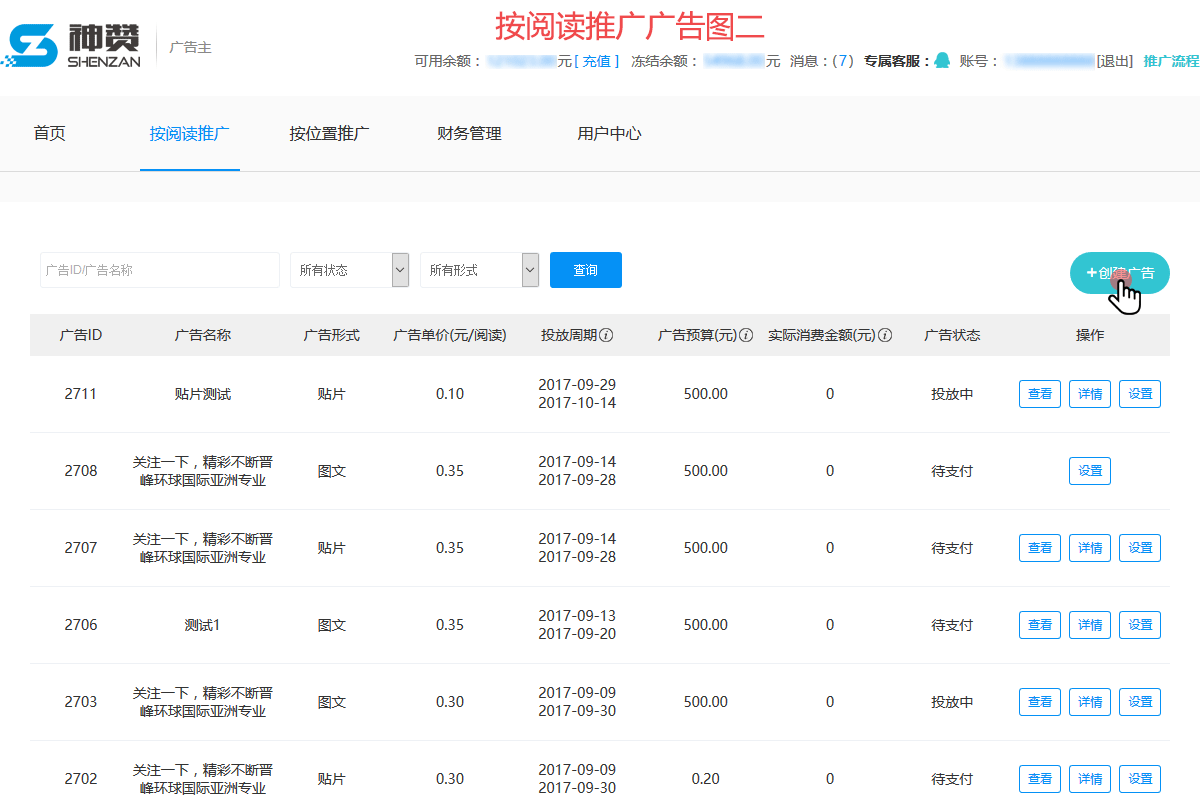 按阅读推广广告图二
神赞
SHENZAN
广告主
可用余额： 元[ 充值 ] 冻结余额： 元 消息：(7) 专属客服： 账号： [退出] 推广流程
首页 按阅读推广 按位置推广 财务管理 用户中心
广告ID/广告名称 所有状态 所有形式 查询 +创建广告
广告ID 广告名称 广告形式 广告单价(元/阅读) 投放周期 广告预算(元) 实际消费金额(元) 广告状态 操作
2711 贴片测试 贴片 0.10 2017-09-29 500.00 0 投放中 查看 详情 设置
2017-10-14
2708 关注一下，精彩不断晋 图文 0.35 2017-09-14 500.00 0 待支付 设置
峰环球国际亚洲专业 2017-09-28
2707 关注一下，精彩不断晋 贴片 0.35 2017-09-14 500.00 0 待支付 查看 详情 设置
峰环球国际亚洲专业 2017-09-28
2706 测试1 图文 0.35 2017-09-13 500.00 0 待支付 查看 详情 设置
2017-09-20
2703 关注一下，精彩不断晋 图文 0.30 2017-09-09 500.00 0 投放中 查看 详情 设置
峰环球国际亚洲专业 2017-09-30
2702 关注一下，精彩不断晋 贴片 0.30 2017-09-09 0.20 0 待支付 查看 详情 设置
峰环球国际亚洲专业 2017-09-30